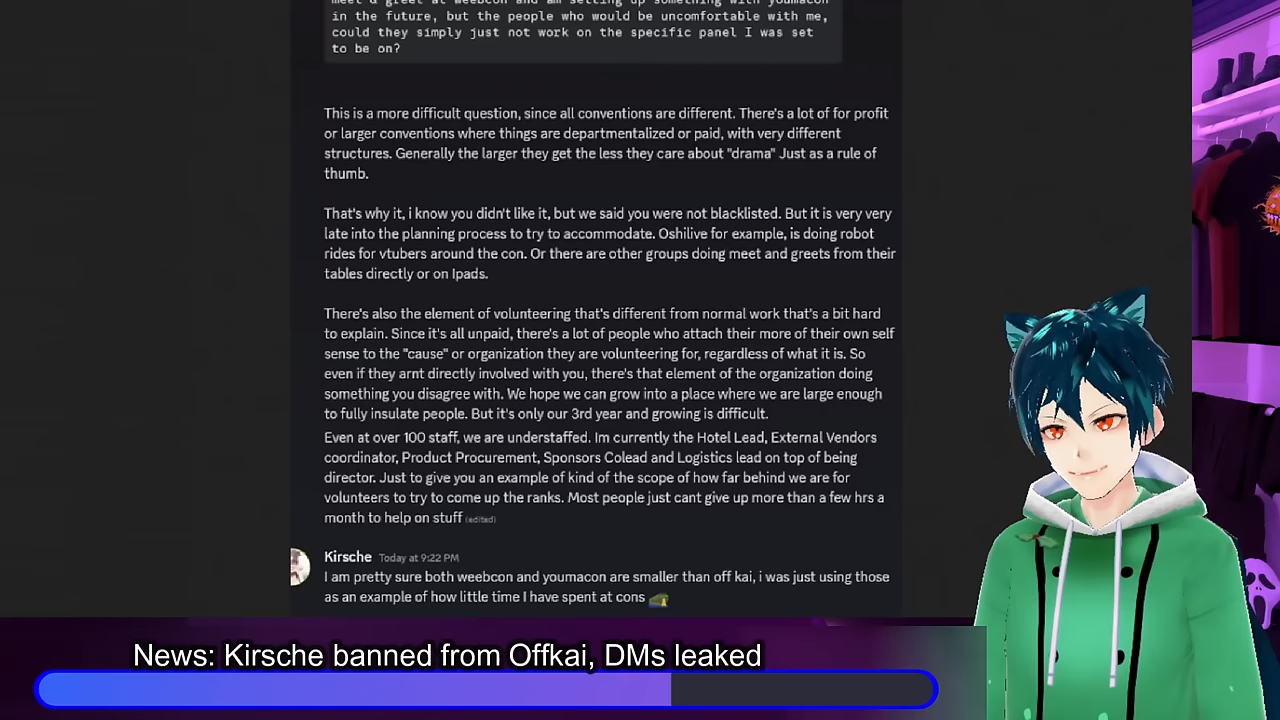 meet & greet at weebcon and am setting up something with youmacon
in the future, but the people who would be uncomfortable with me,
could they simply just not work on the specific panel I was set
to be on?
This is a more difficult question, since all conventions are different. There's a lot of for profit
or larger conventions where things are departmentalized or paid, with very different
structures. Generally the larger they get the less they care about "drama" Just as a rule of
thumb.
That's why it, i know you didn't like it, but we said you were not blacklisted. But it is very very
late into the planning process to try to accommodate. Oshilive for example, is doing robot
rides for vtubers around the con. Or there are other groups doing meet and greets from their
tables directly or on Ipads.
There's also the element of volunteering that's different from normal work that's a bit hard
to explain. Since it's all unpaid, there's a lot of people who attach their more of their own self
sense to the "cause" or organization they are volunteering for, regardless of what it is. So
even if they arnt directly involved with you, there's that element of the organization doing
something you disagree with. We hope we can grow into a place where we are large enough
to fully insulate people. But it's only our 3rd year and growing is difficult.
Even at over 100 staff, we are understaffed. Im currently the Hotel Lead, External Vendors
coordinator, Product Procurement, Sponsors Colead and Logistics lead on top of being
director. Just to give you an example of kind of the scope of how far behind we are for
volunteers to try to come up the ranks. Most people just cant give up more than a few hrs a
month to help on stuff (edited)
Kirsche Today at 9:22 PM
I am pretty sure both weebcon and youmacon are smaller than off kai, i was just using those
as an example of how little time I have spent at cons
News: Kirsche banned from Offkai, DMs leaked